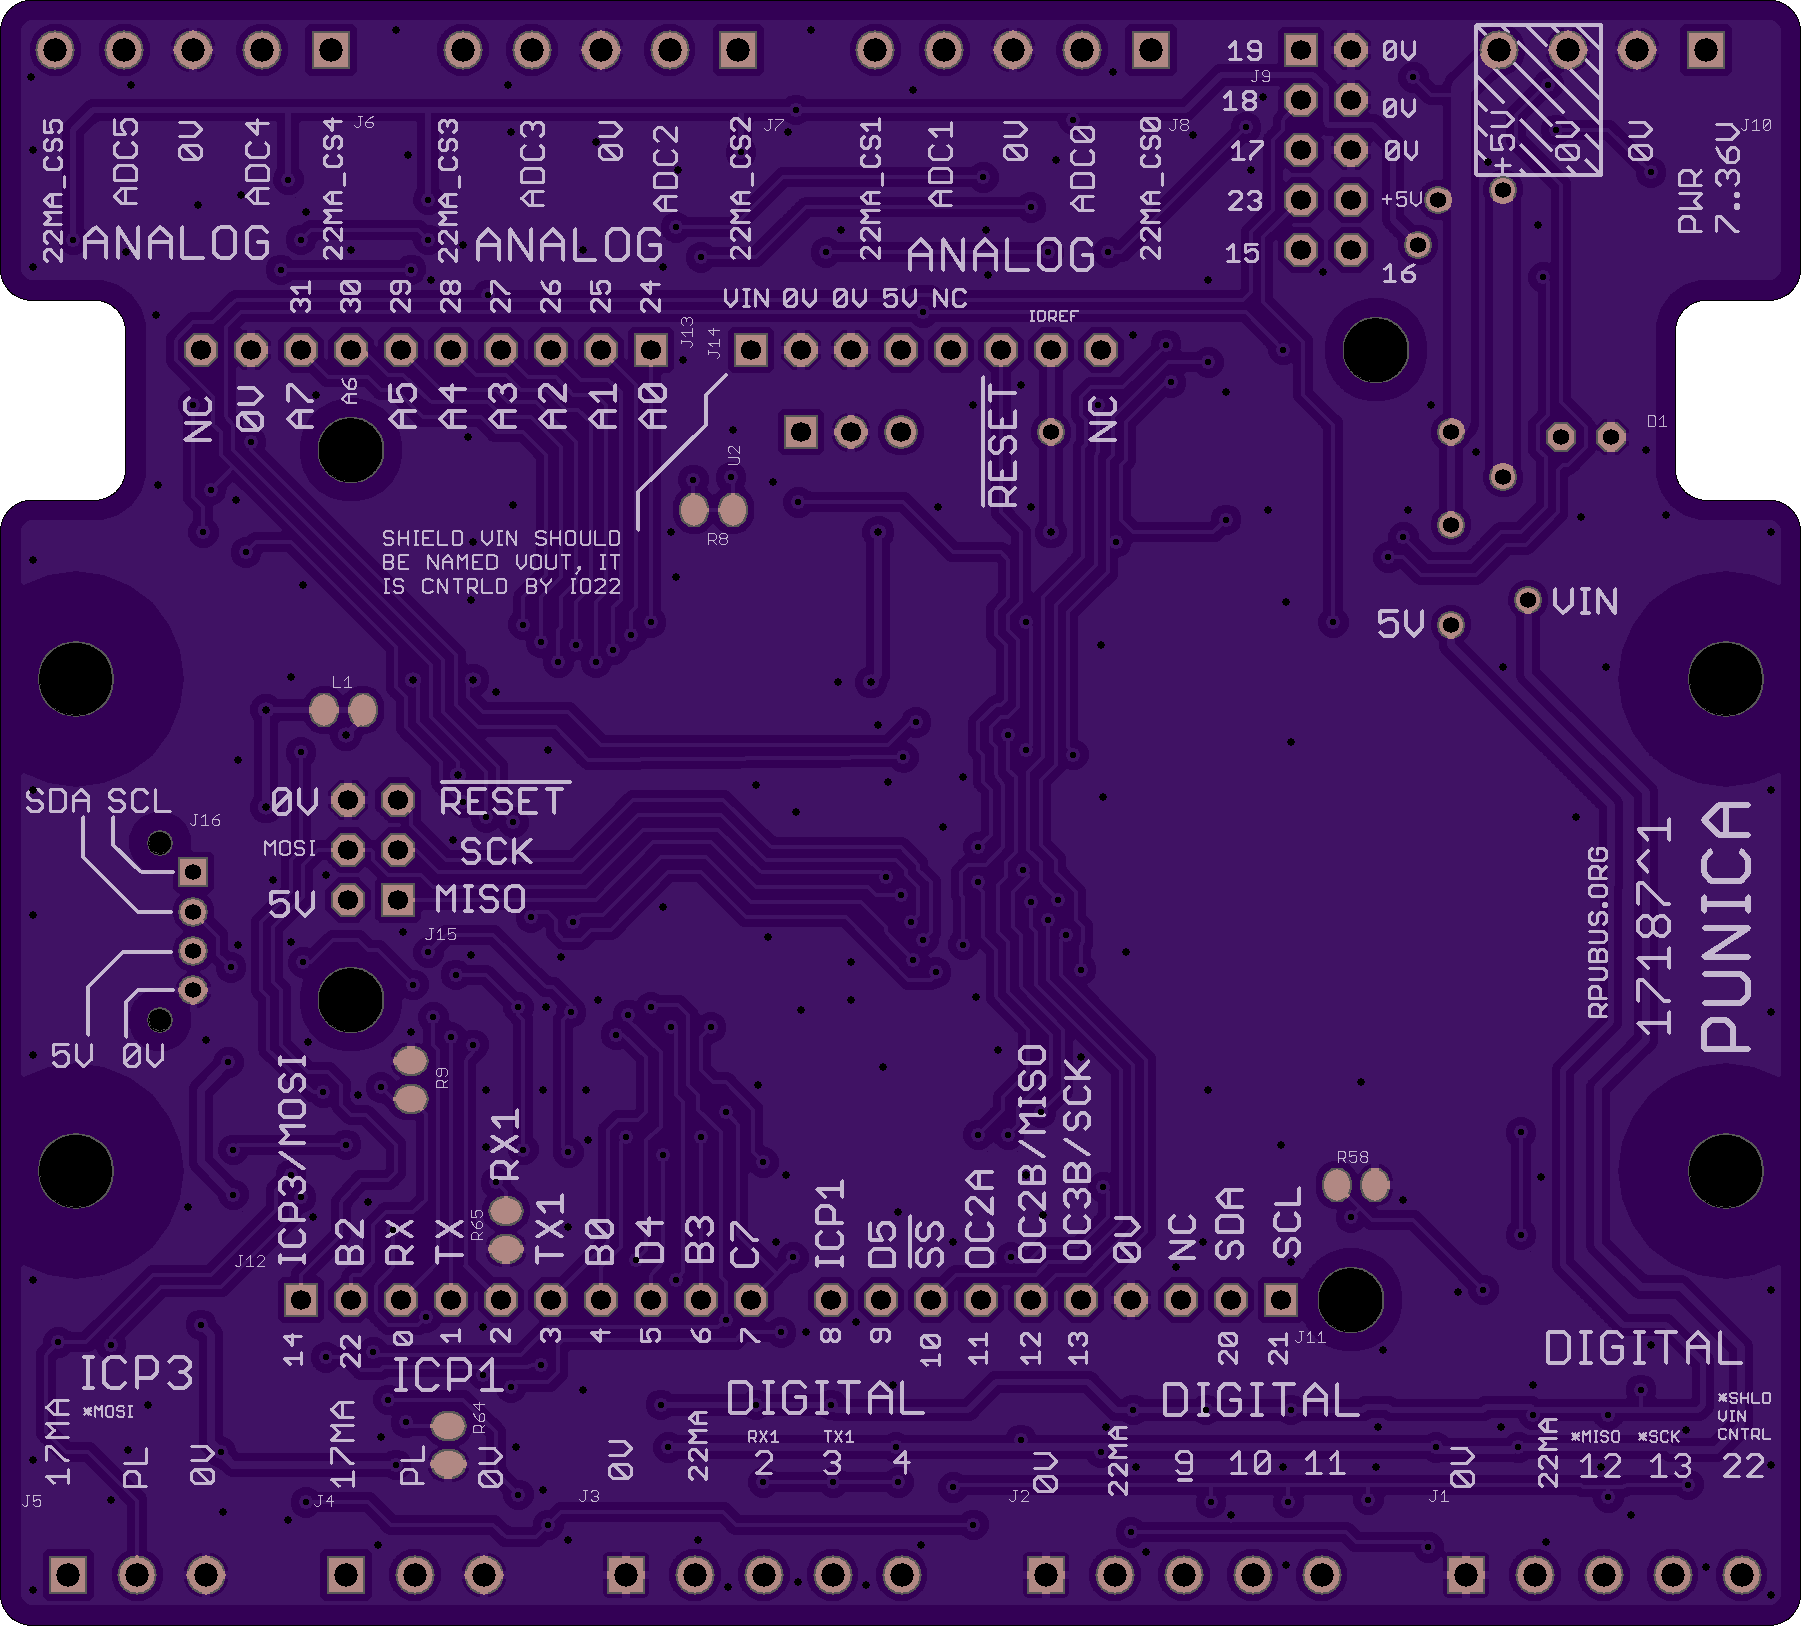 19 0V
J9
18 0V
17 0V
23 +5V
15 16
+5V
0V
0V
PWR
7..36V
J10
22MA_CS5
ADC5
0V
ADC4
22MA_CS4
J6
ANALOG
22MA_CS3
ADC3
0V
ADC2
22MA_CS2
J7
ANALOG
22MA_CS1
ADC1
0V
ADC0
22MA_CS0
J8
ANALOG
31 30 29 28 27 26 25 24
J13
J14
VIN 0V 0V 5V NC
IOREF
NC 0V A7 A6 A5 A4 A3 A2 A1 A0
RESET
NC
U2
R8
D1
SHIELD VIN SHOULD
BE NAMED VOUT, IT
IS CNTRLD BY IO22
5V
VIN
L1
SDA SCL
J16
0V RESET
MOSI SCK
5V MISO
J15
5V 0V
R9
RPUBUS.ORG
17187^1
PUNICA
ICP3/MOSI
B2
RX
TX
RX1
R65
TX1
B0
D4
B3
C7
J12
ICP1
D5
SS
OC2A
OC2B/MISO
OC3B/SCK
0V
NC
SDA
SCL
R58
14 22 0 1 2 3 4 5 6 7
8 9 10 11 12 13 20 21
J11
ICP3
*MOSI
17MA
PL
0V
J5
ICP1
17MA
PL
R64
0V
J4
DIGITAL
0V
22MA
RX1 TX1
2 3 4
J3
DIGITAL
0V
22MA
9 10 11
J2
DIGITAL
0V
22MA
*MISO *SCK
12 13 22
*SHLD
VIN
CNTRL
J1